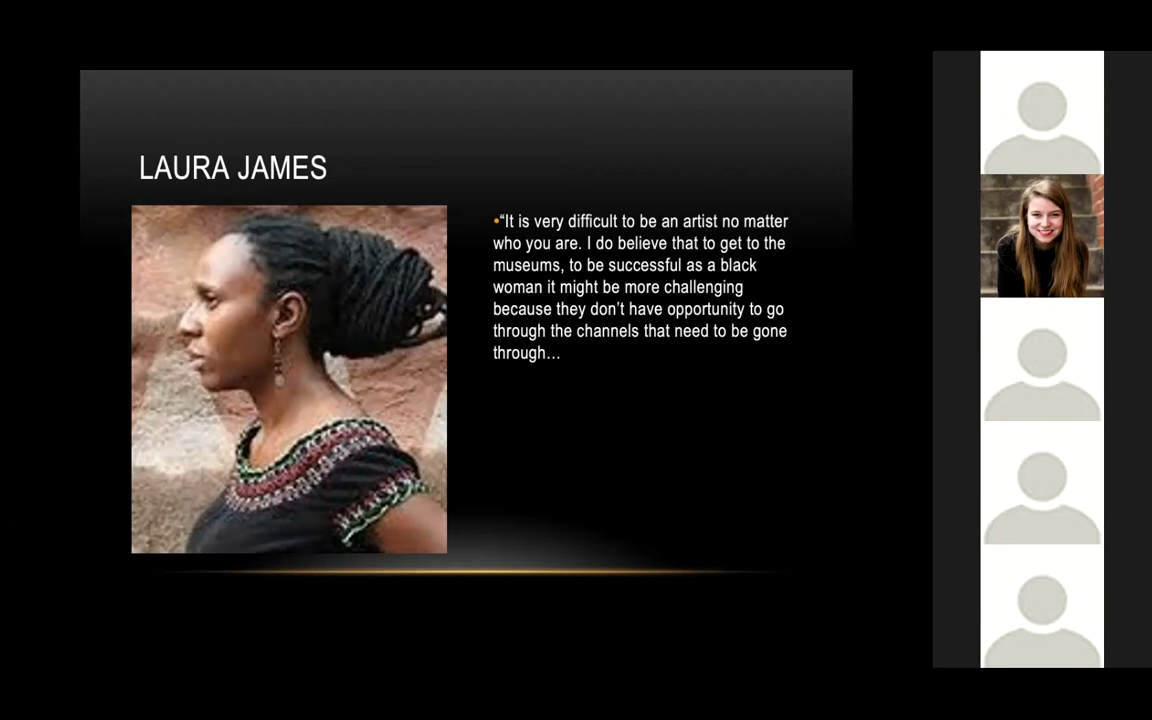 LAURA JAMES
•“It is very difficult to be an artist no matter
who you are. I do believe that to get to the
museums, to be successful as a black
woman it might be more challenging
because they don’t have opportunity to go
through the channels that need to be gone
through…